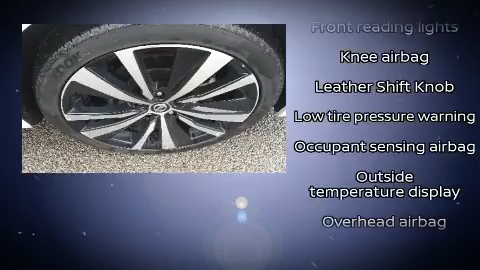 Front reading lights
Knee airbag
Leather Shift Knob
Low tire pressure warning
Occupant sensing airbag
Outside
temperature display
Overhead airbag